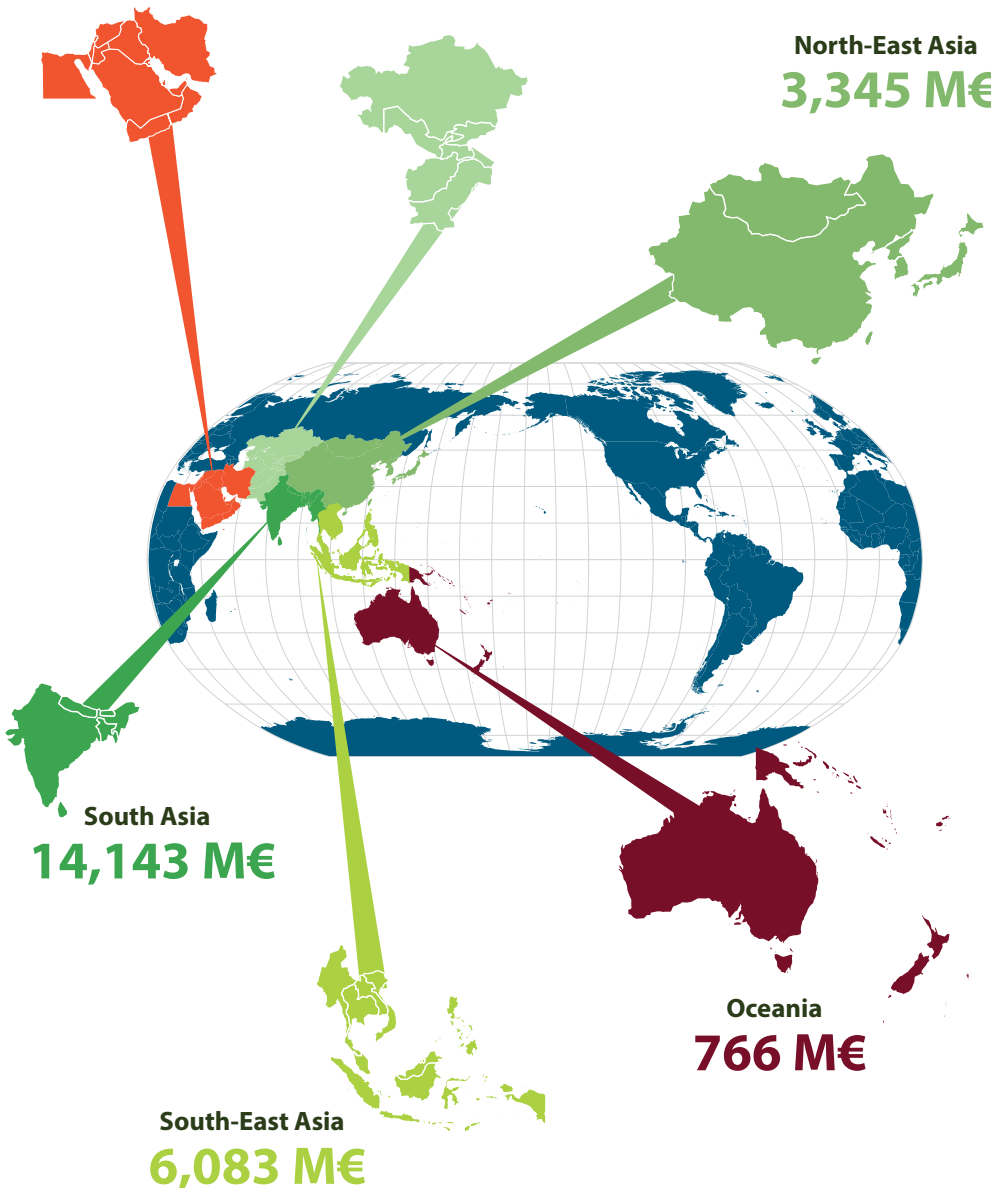 North-East Asia
3,345 M€
South Asia
14,143 M€
Oceania
766 M€
South-East Asia
6,083 M€